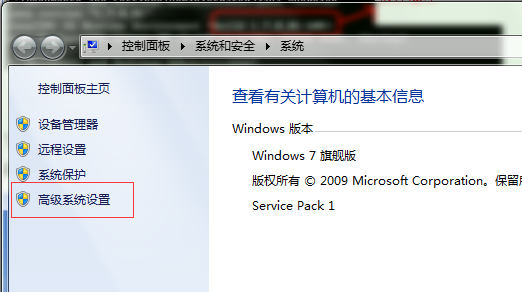 控制面板 系统和安全 系统
控制面板主页
设备管理器
远程设置
系统保护
高级系统设置
查看有关计算机的基本信息
Windows 版本
Windows 7 旗舰版
版权所有 © 2009 Microsoft Corporation。保留
Service Pack 1